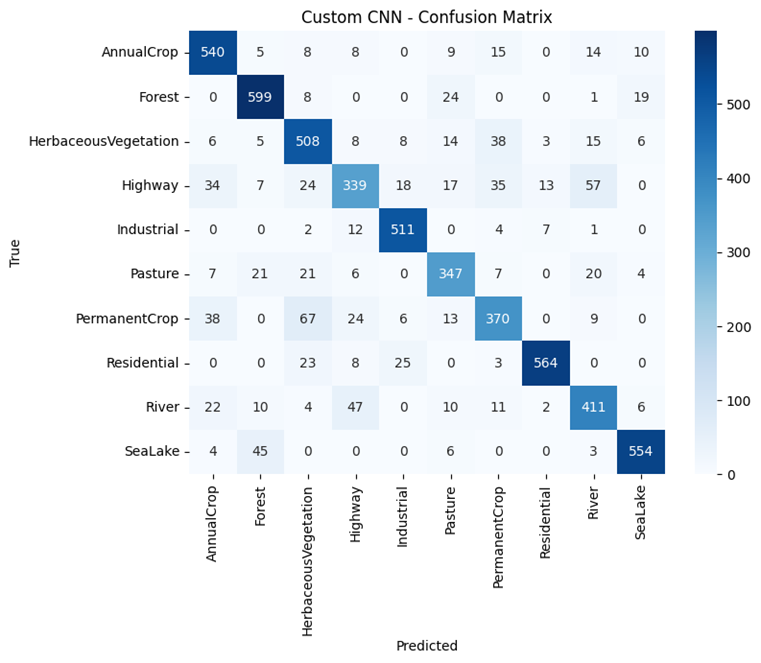 Custom CNN - Confusion Matrix
AnnualCrop 540 5 8 8 0 9 15 0 14 10
Forest 0 599 8 0 0 24 0 0 1 19
HerbaceousVegetation 6 5 508 8 8 14 38 3 15 6
Highway 34 7 24 339 18 17 35 13 57 0
Industrial 0 0 2 12 511 0 4 7 1 0
Pasture 7 21 21 6 0 347 7 0 20 4
PermanentCrop 38 0 67 24 6 13 370 0 9 0
Residential 0 0 23 8 25 0 3 564 0 0
River 22 10 4 47 0 10 11 2 411 6
SeaLake 4 45 0 0 0 6 0 0 3 554
True
AnnualCrop
Forest
HerbaceousVegetation
Highway
Industrial
Pasture
PermanentCrop
Residential
River
SeaLake
Predicted
500
400
300
200
100
0